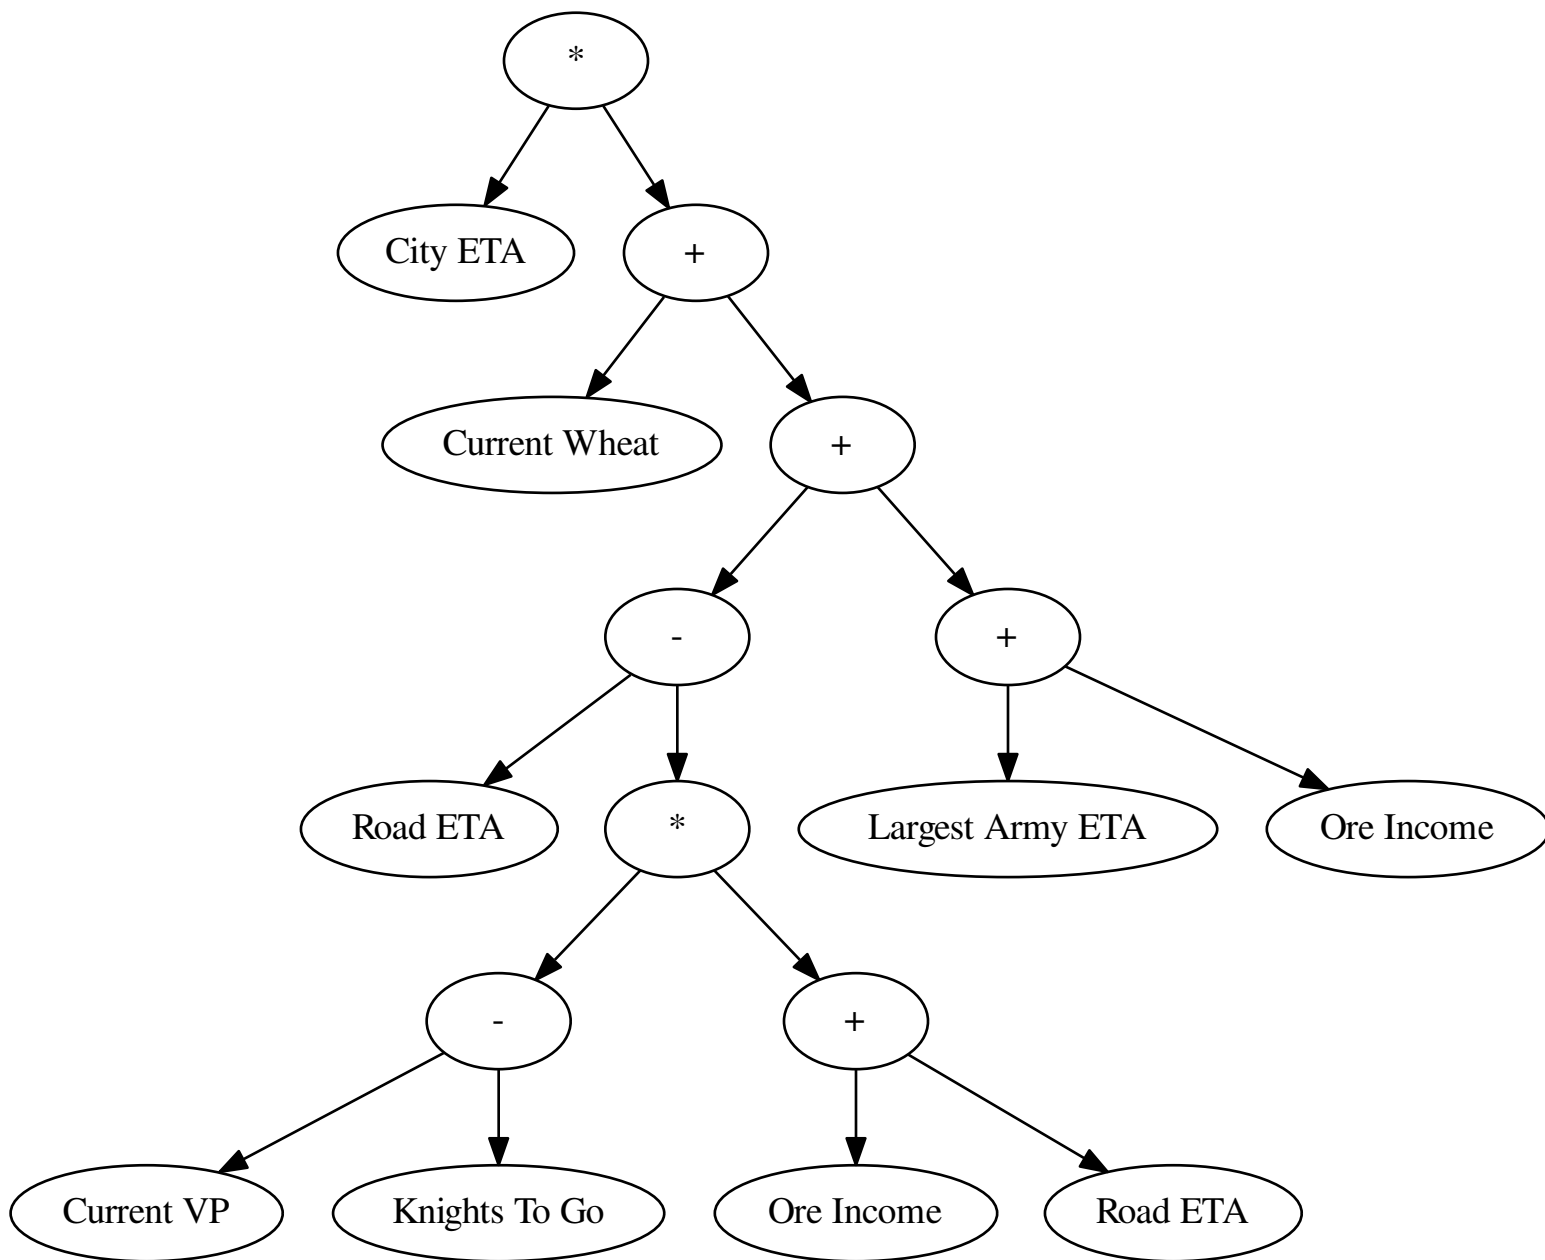 *
City ETA
+
Current Wheat
+
-
+
Road ETA
*
Largest Army ETA
Ore Income
-
+
Current VP
Knights To Go
Ore Income
Road ETA